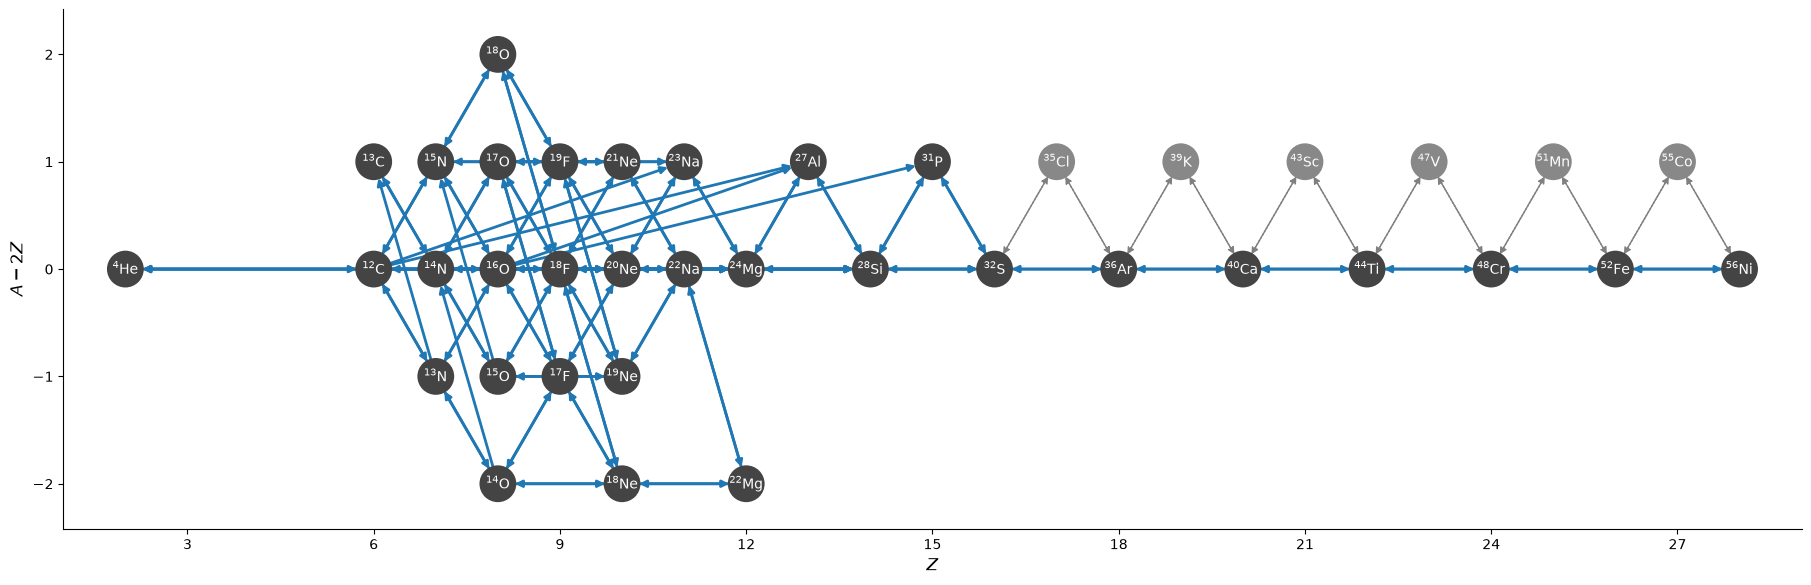 2
¹⁸O
1
¹³C ¹⁵N ¹⁷O ¹⁹F ²¹Ne ²³Na ²⁷Al ³¹P ³⁵Cl ³⁹K ⁴³Sc ⁴⁷V ⁵¹Mn ⁵⁵Co
A − 2Z
0
⁴He ¹²C ¹⁴N ¹⁶O ¹⁸F ²⁰Ne ²²Na ²⁴Mg ²⁸Si ³²S ³⁶Ar ⁴⁰Ca ⁴⁴Ti ⁴⁸Cr ⁵²Fe ⁵⁶Ni
−1
¹³N ¹⁵O ¹⁷F ¹⁹Ne
−2
¹⁴O ¹⁸Ne ²²Mg
3 6 9 12 15 18 21 24 27
Z